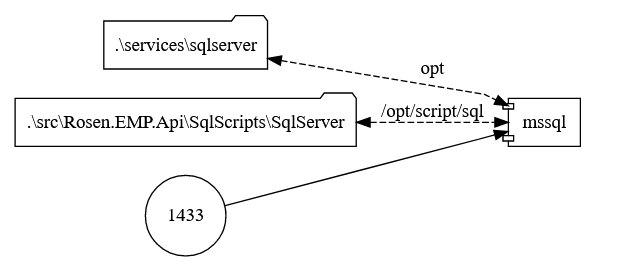 .\services\sqlserver
opt
.\src\Rosen.EMP.Api\SqlScripts\SqlServer
/opt/script/sql
mssql
1433